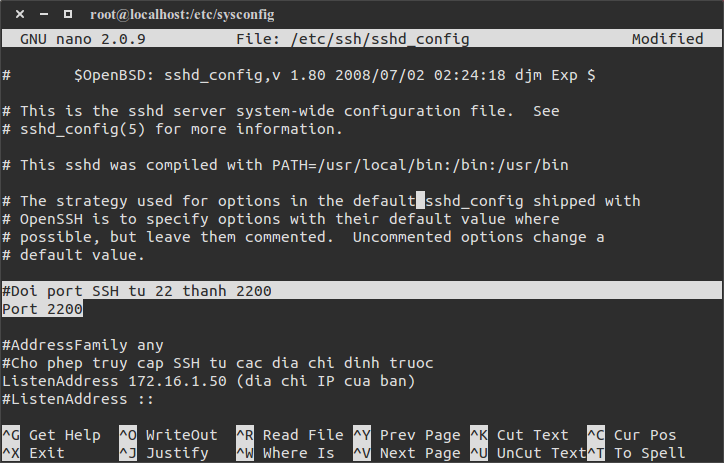 root@localhost:/etc/sysconfig
GNU nano 2.0.9 File: /etc/ssh/sshd_config Modified
# $OpenBSD: sshd_config,v 1.80 2008/07/02 02:24:18 djm Exp $
# This is the sshd server system-wide configuration file. See
# sshd_config(5) for more information.
# This sshd was compiled with PATH=/usr/local/bin:/bin:/usr/bin
# The strategy used for options in the default sshd_config shipped with
# OpenSSH is to specify options with their default value where
# possible, but leave them commented. Uncommented options change a
# default value.
#Doi port SSH tu 22 thanh 2200
Port 2200
#AddressFamily any
#Cho phep truy cap SSH tu cac dia chi dinh truoc
ListenAddress 172.16.1.50 (dia chi IP cua ban)
#ListenAddress ::
^G Get Help ^O WriteOut ^R Read File ^Y Prev Page ^K Cut Text ^C Cur Pos
^X Exit ^J Justify ^W Where Is ^V Next Page ^U UnCut Text ^T To Spell